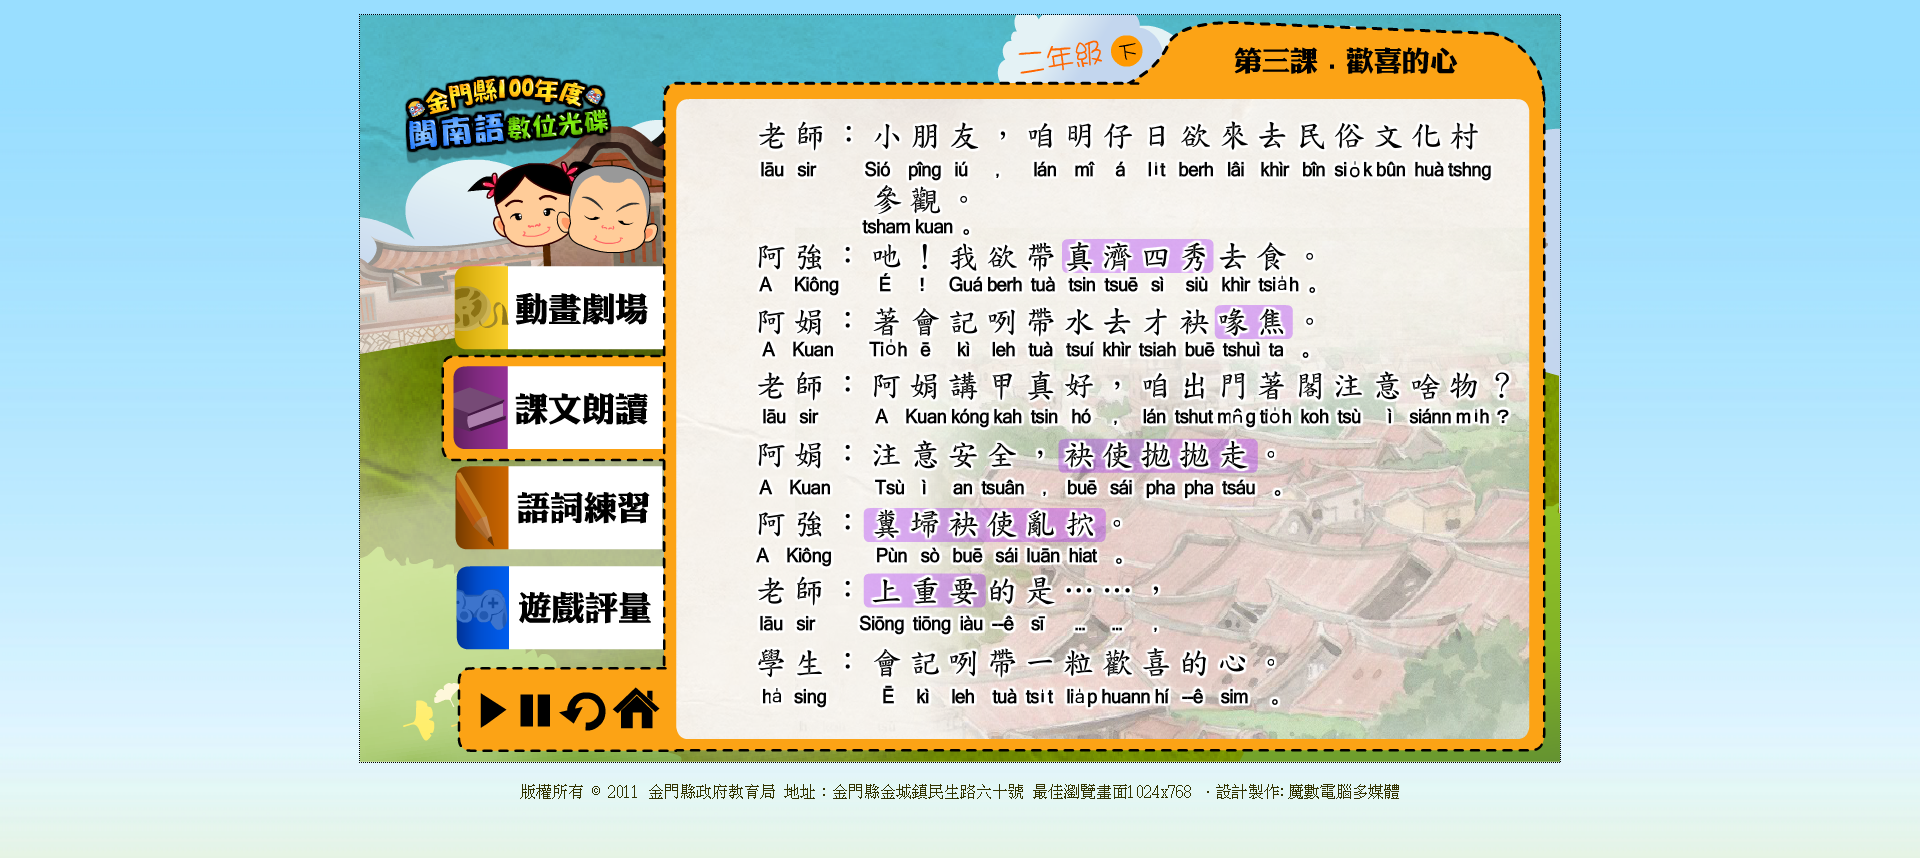 二年級 下
第三課．歡喜的心
金門縣100年度
閩南語數位光碟
動畫劇場
課文朗讀
語詞練習
遊戲評量
老師：小朋友，咱明仔日欲來去民俗文化村
lāu sir Sió pîng iú , lán mî á li̍t berh lâi khìr bîn sio̍k bûn huà tshng
參觀。
tsham kuan 。
阿強：吔！我欲帶真濟四秀去食。
A Kiông É ! Guá berh tuà tsin tsuē sì siù khìr tsia̍h 。
阿娟：著會記咧帶水去才袂喙焦。
A Kuan Tio̍h ē kì leh tuà tsuí khìr tsiah buē tshuì ta 。
老師：阿娟講甲真好，咱出門著閣注意啥物？
lāu sir A Kuan kóng kah tsin hó , lán tshut mn̂g tio̍h koh tsù ì siánn mi̍h ?
阿娟：注意安全，袂使拋拋走。
A Kuan Tsù ì an tsuân , buē sái pha pha tsáu 。
阿強：糞埽袂使亂㧒。
A Kiông Pùn sò buē sái luān hiat 。
老師：上重要的是……，
lāu sir Siōng tiōng iàu --ê sī ... ... ,
學生：會記咧帶一粒歡喜的心。
ha̍ sing Ē kì leh tuà tsi̍t lia̍p huann hí --ê sim 。
版權所有 © 2011 金門縣政府教育局 地址：金門縣金城鎮民生路六十號 最佳瀏覽畫面1024x768 ．設計製作: 魔數電腦多媒體